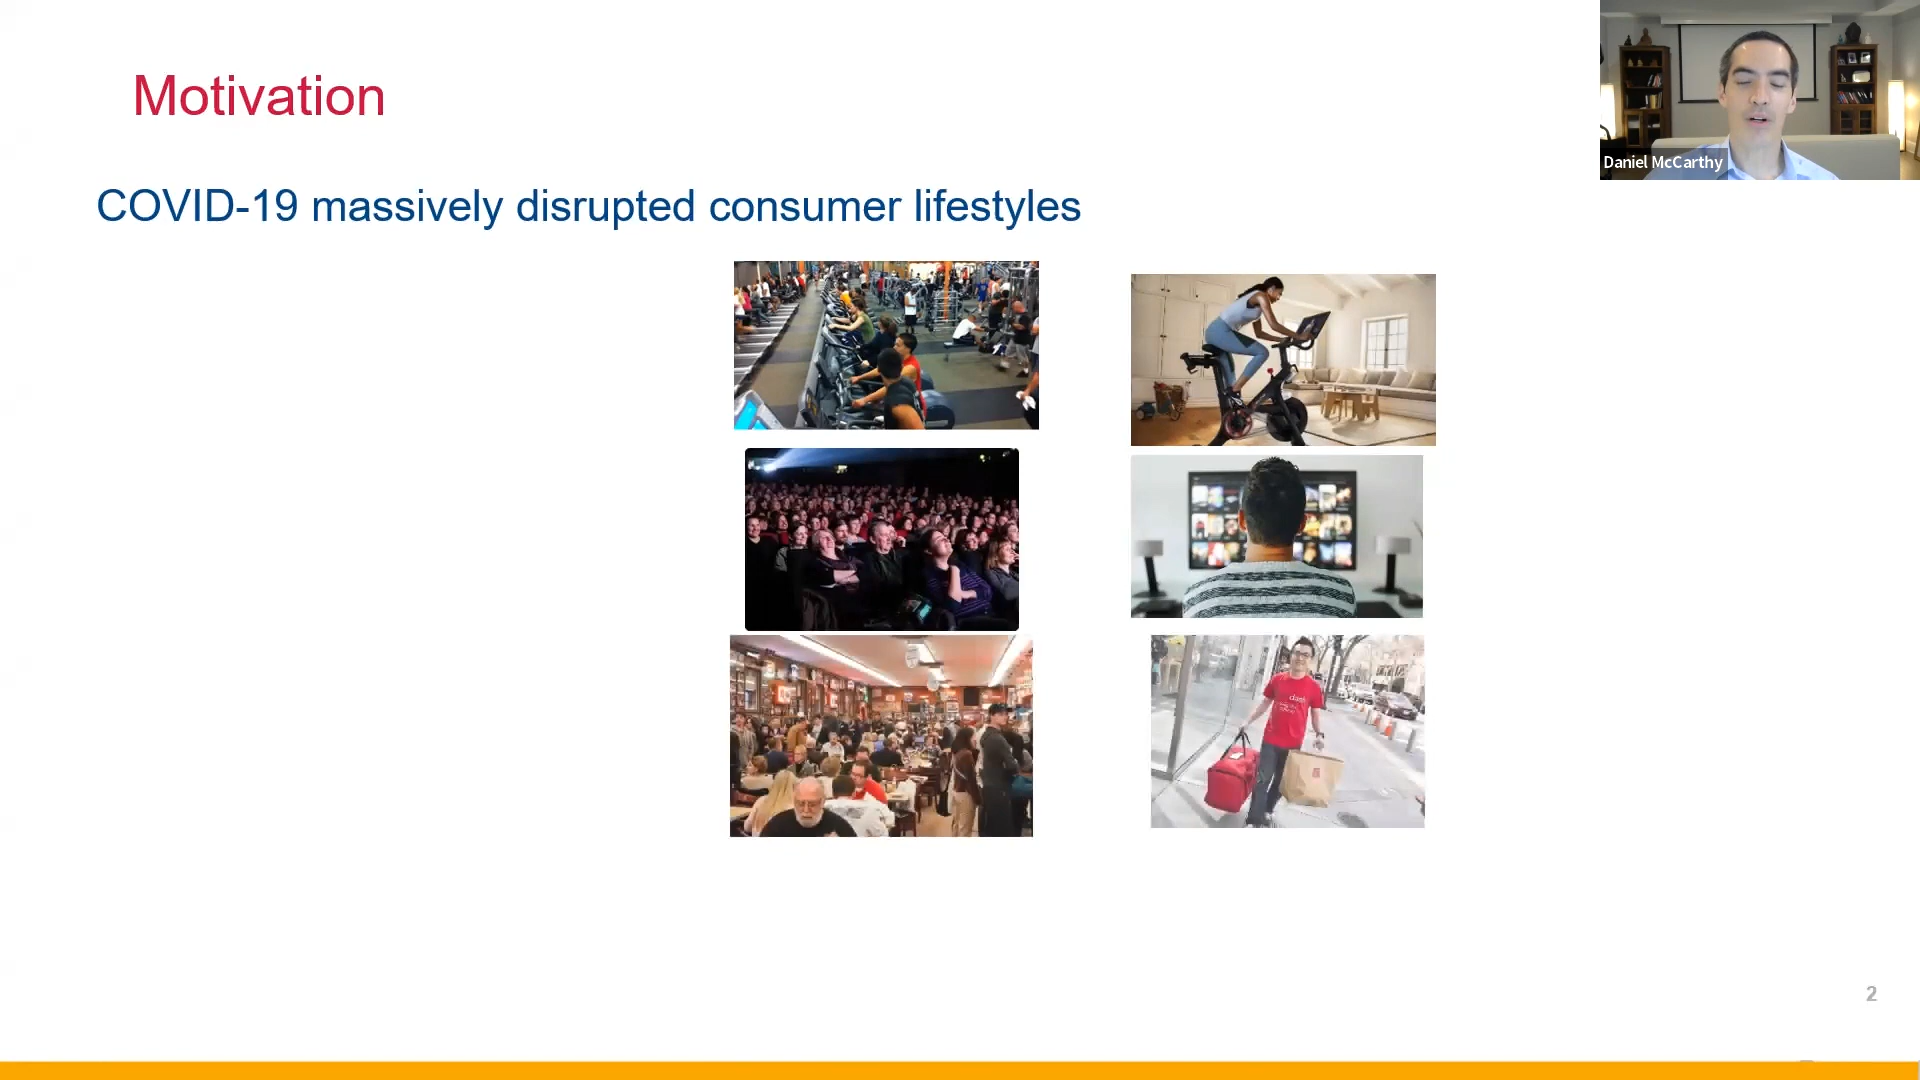 Motivation
Daniel McCarthy
COVID-19 massively disrupted consumer lifestyles
2